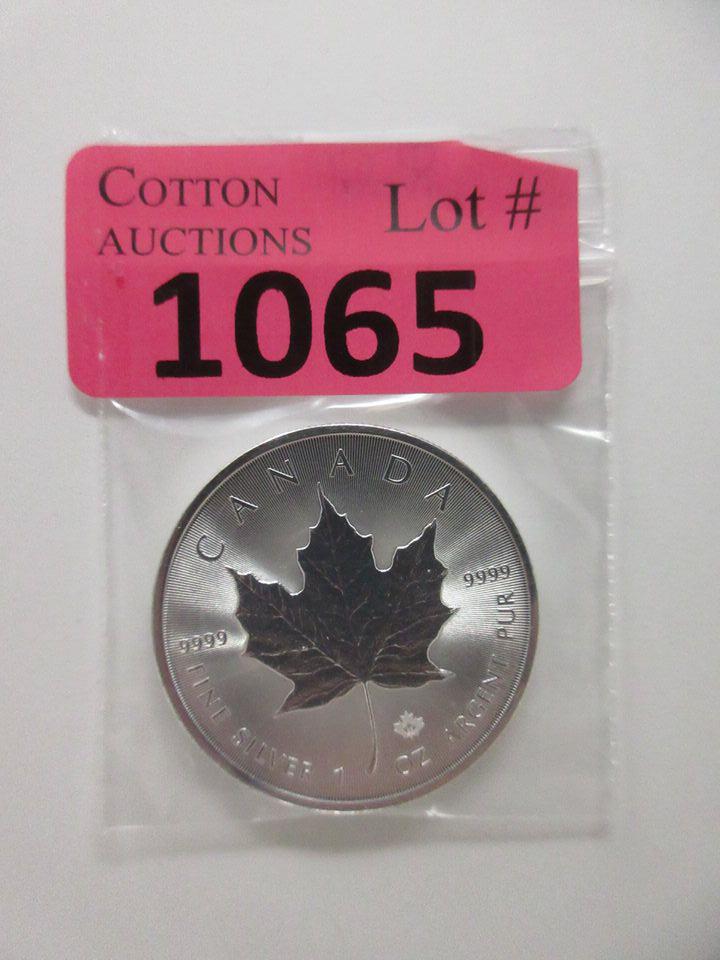 COTTON
AUCTIONS
Lot #
1065
CANADA
9999
9999
FINE SILVER 1 OZ ARGENT PUR